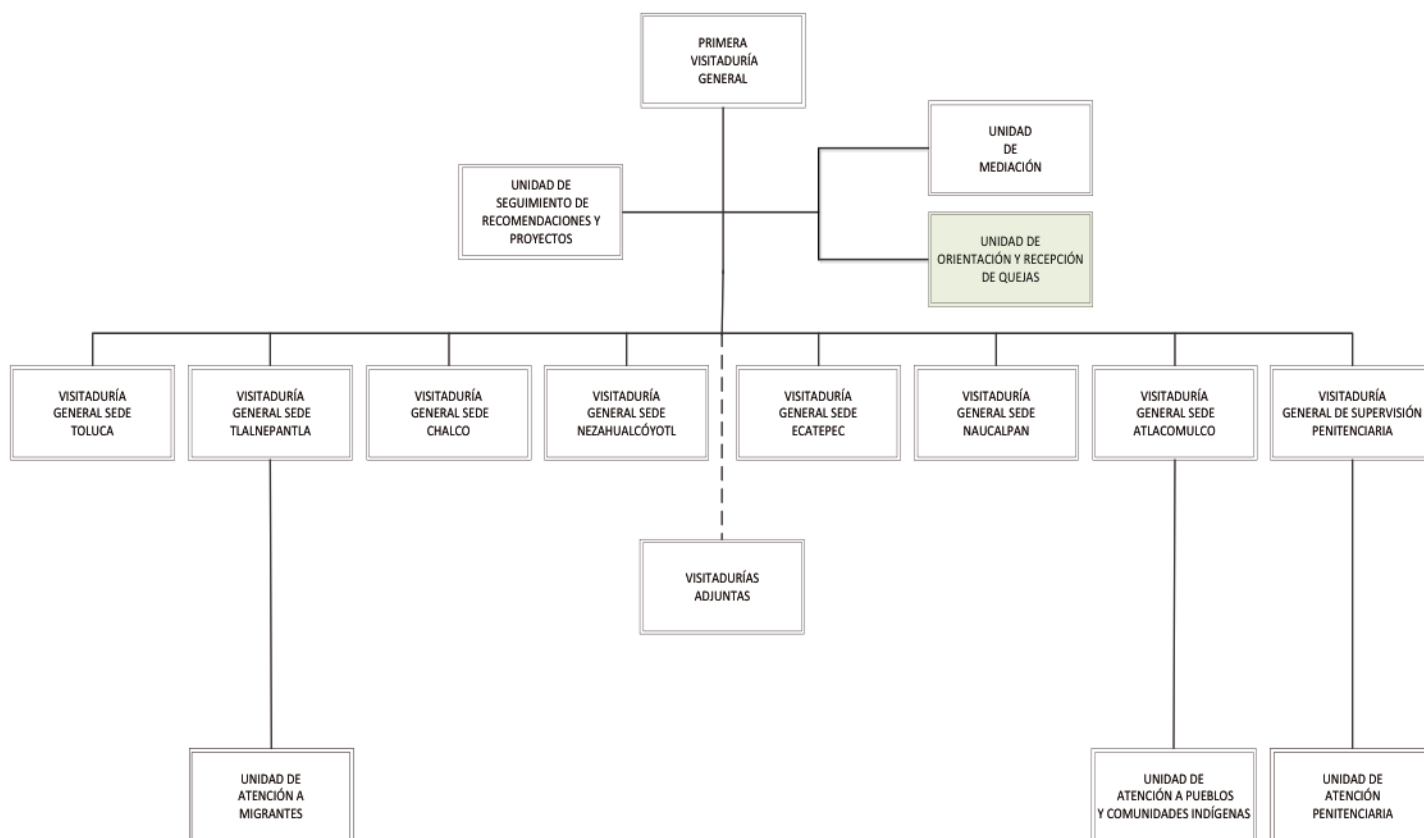 PRIMERA
VISITADURÍA
GENERAL
UNIDAD
DE
MEDIACIÓN
UNIDAD DE
SEGUIMIENTO DE
RECOMENDACIONES Y
PROYECTOS
UNIDAD DE
ORIENTACIÓN Y RECEPCIÓN
DE QUEJAS
VISITADURÍA
GENERAL SEDE
TOLUCA
VISITADURÍA
GENERAL SEDE
TLALNEPANTLA
VISITADURÍA
GENERAL SEDE
CHALCO
VISITADURÍA
GENERAL SEDE
NEZAHUALCÓYOTL
VISITADURÍA
GENERAL SEDE
ECATEPEC
VISITADURÍA
GENERAL SEDE
NAUCALPAN
VISITADURÍA
GENERAL SEDE
ATLACOMULCO
VISITADURÍA
GENERAL DE SUPERVISIÓN
PENITENCIARIA
VISITADURÍAS
ADJUNTAS
UNIDAD DE
ATENCIÓN A
MIGRANTES
UNIDAD DE
ATENCIÓN A PUEBLOS
Y COMUNIDADES INDÍGENAS
UNIDAD DE
ATENCIÓN
PENITENCIARIA